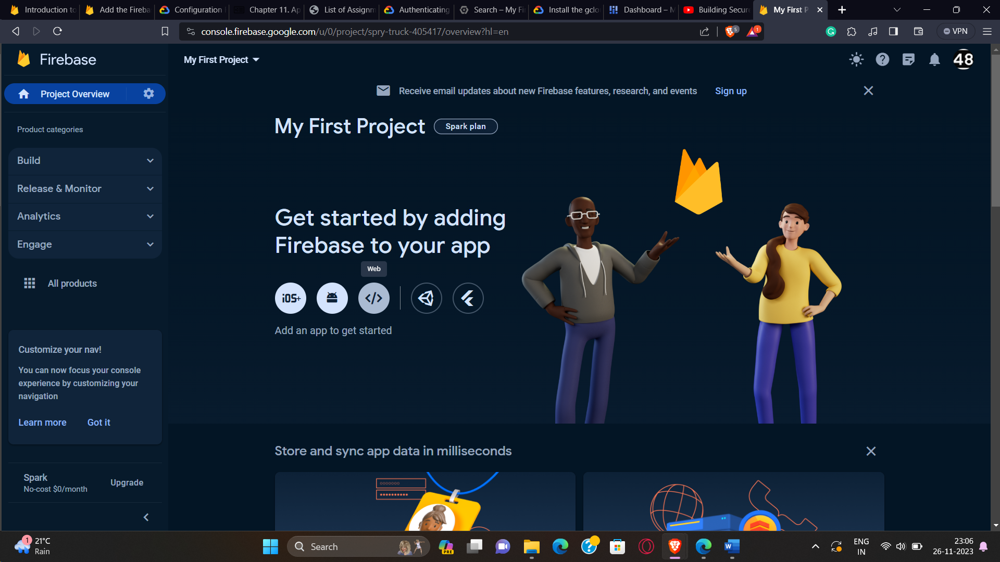 Introduction to
Add the Fireba
Configuration
Chapter 11. Ap
List of Assignm
Authenticating
Search – My Fi
Install the gclo
Dashboard – M
Building Secure
My First P
console.firebase.google.com/u/0/project/spry-truck-405417/overview?hl=en
5
1
VPN
Firebase
My First Project
48
Project Overview
Receive email updates about new Firebase features, research, and events
Sign up
My First Project
Spark plan
Product categories
Build
Release & Monitor
Analytics
Engage
All products
Get started by adding
Firebase to your app
Web
iOS+
Add an app to get started
Customize your nav!
You can now focus your console
experience by customizing your
navigation
Learn more
Got it
Store and sync app data in milliseconds
Spark
No-cost $0/month
Upgrade
1
21°C
Rain
Search
PRE
W
ENG
IN
23:06
26-11-2023